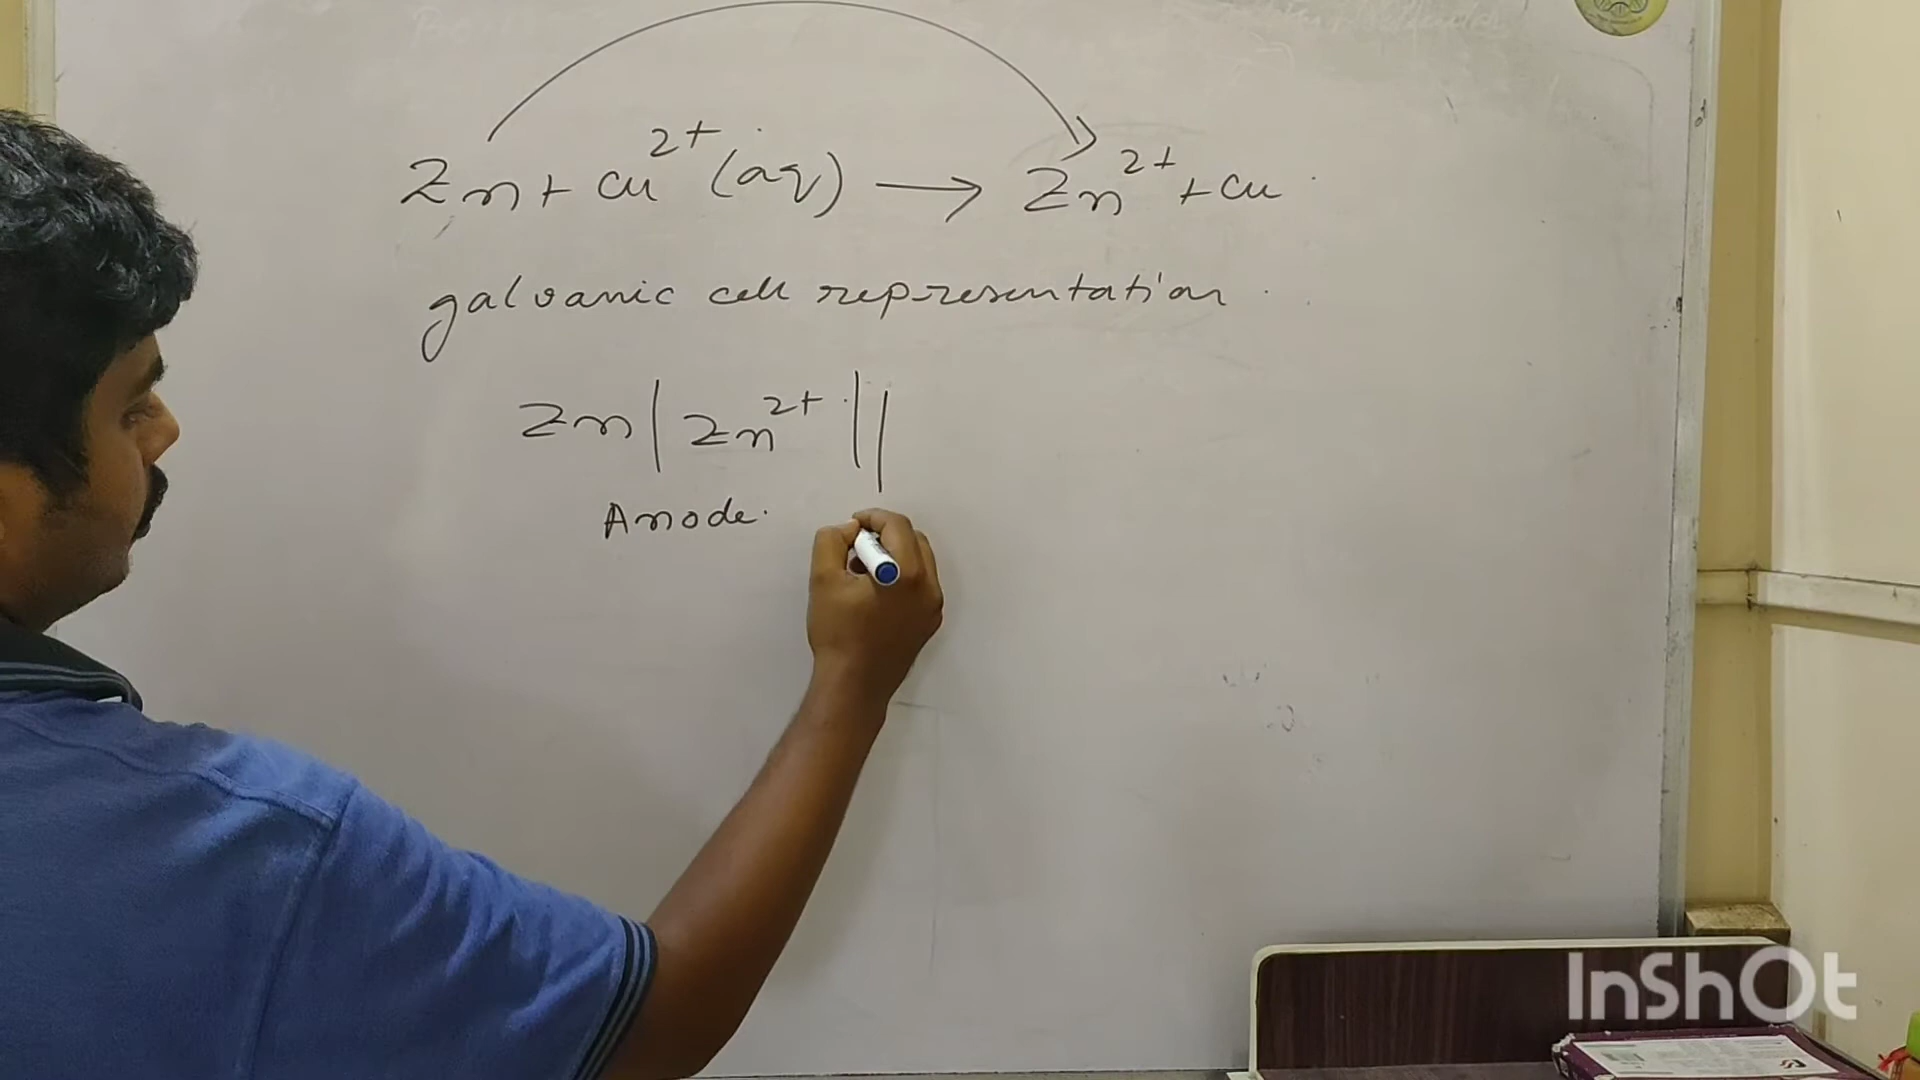 Zn + Cu²⁺ (aq) → Zn²⁺ + Cu
galvanic cell representation
Zn | Zn²⁺ ||
Anode.
InShOt